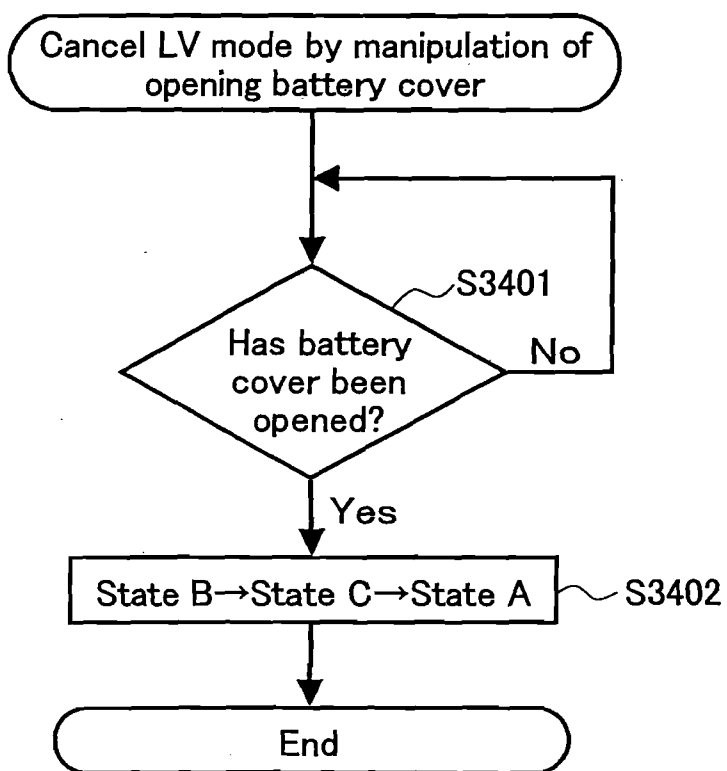 Cancel LV mode by manipulation of
opening battery cover
S3401
Has battery
cover been
opened?
No
Yes
State B→State C→State A
S3402
End